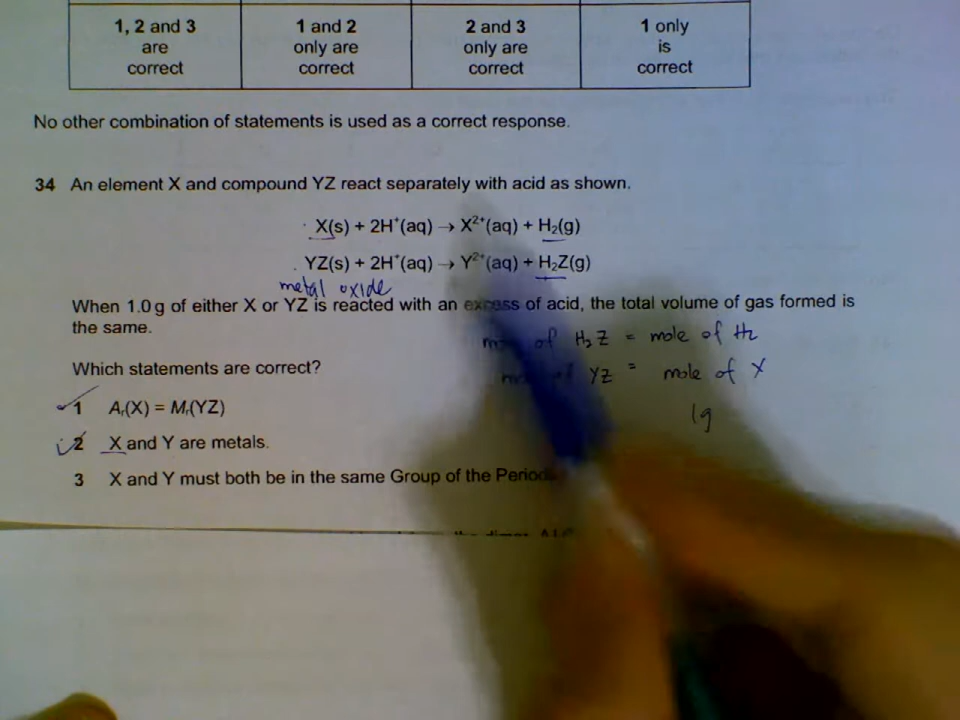 1, 2 and 3 are correct
1 and 2 only are correct
2 and 3 only are correct
1 only is correct
No other combination of statements is used as a correct response.
34 An element X and compound YZ react separately with acid as shown.
X(s) + 2H⁺(aq) → X²⁺(aq) + H₂(g)
YZ(s) + 2H⁺(aq) → Y²⁺(aq) + H₂Z(g)
metal oxide
When 1.0 g of either X or YZ is reacted with an excess of acid, the total volume of gas formed is
the same.
of H₂Z = mole of H₂
Which statements are correct?
YZ = mole of X
1 Aᵣ(X) = Mᵣ(YZ)
1g
2 X and Y are metals.
3 X and Y must both be in the same Group of the